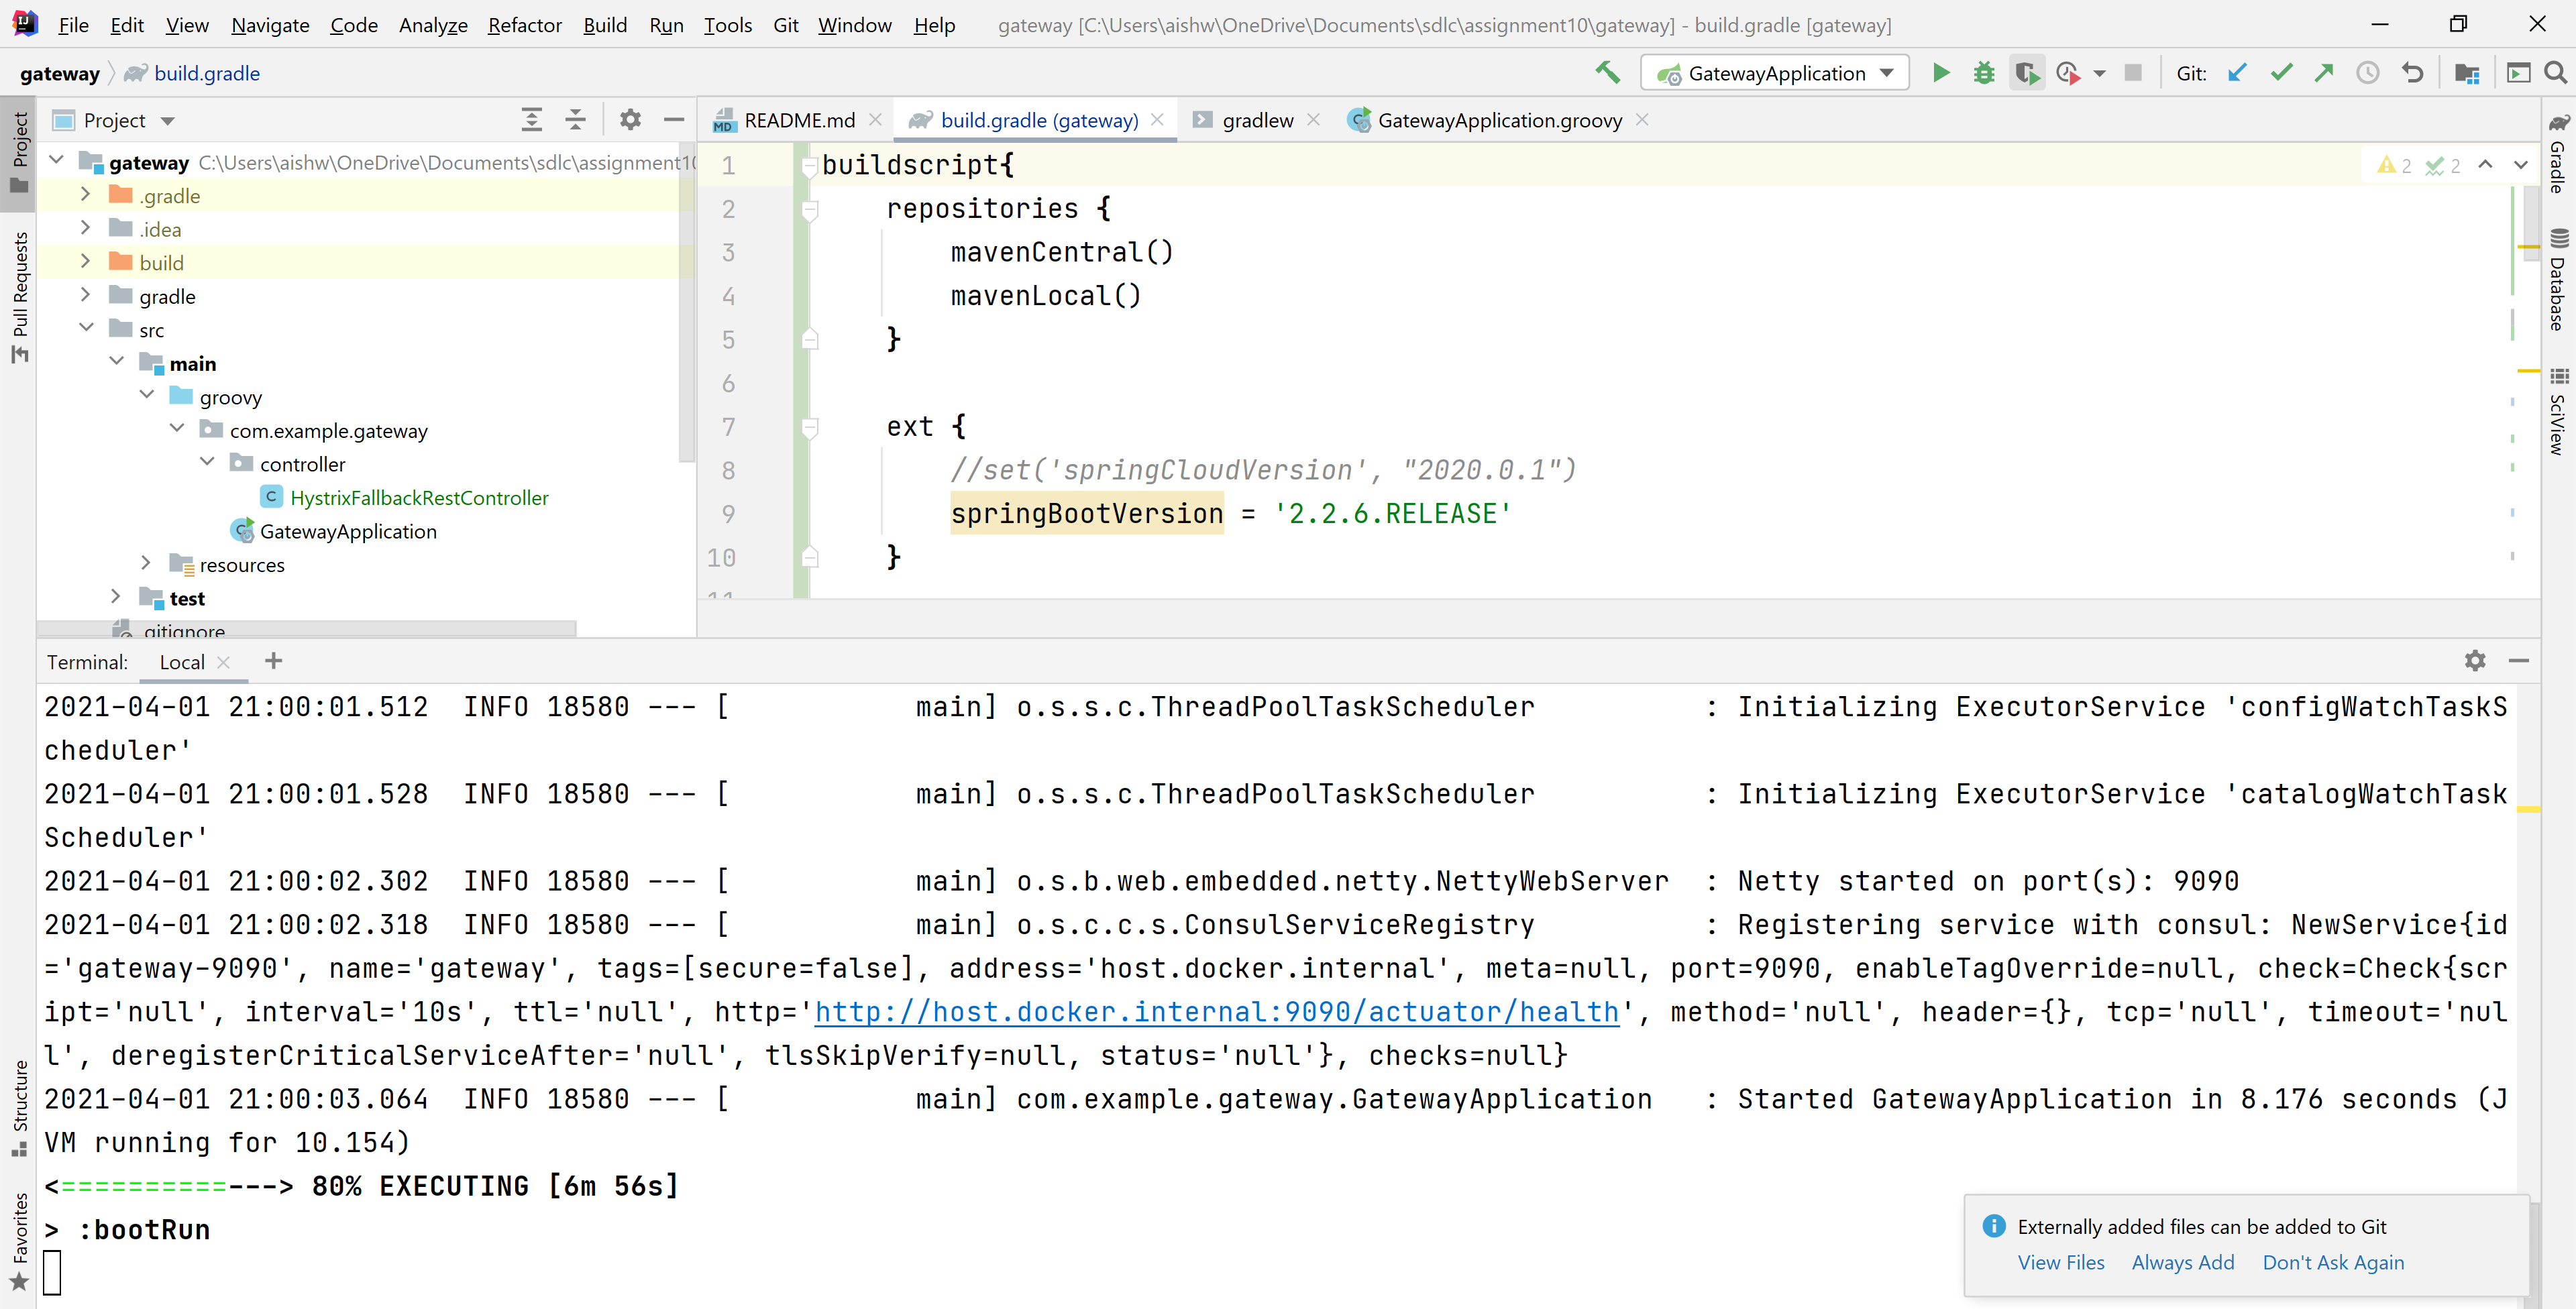 File Edit View Navigate Code Analyze Refactor Build Run Tools Git Window Help gateway [C:\Users\aishw\OneDrive\Documents\sdlc\assignment10\gateway] - build.gradle [gateway]
gateway build.gradle GatewayApplication Git:
Project
README.md build.gradle (gateway) gradlew GatewayApplication.groovy
gateway C:\Users\aishw\OneDrive\Documents\sdlc\assignment10
.gradle
.idea
build
gradle
src
main
groovy
com.example.gateway
controller
HystrixFallbackRestController
GatewayApplication
resources
test
.gitignore
1 buildscript{
2 repositories {
3 mavenCentral()
4 mavenLocal()
5 }
6
7 ext {
8 //set('springCloudVersion', "2020.0.1")
9 springBootVersion = '2.2.6.RELEASE'
10 }
11
2 2
Project
Pull Requests
Structure
Favorites
Gradle
Database
SciView
Terminal: Local
2021-04-01 21:00:01.512  INFO 18580 --- [           main] o.s.s.c.ThreadPoolTaskScheduler          : Initializing ExecutorService 'configWatchTaskS
cheduler'
2021-04-01 21:00:01.528  INFO 18580 --- [           main] o.s.s.c.ThreadPoolTaskScheduler          : Initializing ExecutorService 'catalogWatchTask
Scheduler'
2021-04-01 21:00:02.302  INFO 18580 --- [           main] o.s.b.web.embedded.netty.NettyWebServer  : Netty started on port(s): 9090
2021-04-01 21:00:02.318  INFO 18580 --- [           main] o.s.c.c.s.ConsulServiceRegistry          : Registering service with consul: NewService{id
='gateway-9090', name='gateway', tags=[secure=false], address='host.docker.internal', meta=null, port=9090, enableTagOverride=null, check=Check{scr
ipt='null', interval='10s', ttl='null', http='http://host.docker.internal:9090/actuator/health', method='null', header={}, tcp='null', timeout='nul
l', deregisterCriticalServiceAfter='null', tlsSkipVerify=null, status='null'}, checks=null}
2021-04-01 21:00:03.064  INFO 18580 --- [           main] com.example.gateway.GatewayApplication   : Started GatewayApplication in 8.176 seconds (J
VM running for 10.154)
<==========---> 80% EXECUTING [6m 56s]
> :bootRun
Externally added files can be added to Git
View Files Always Add Don't Ask Again